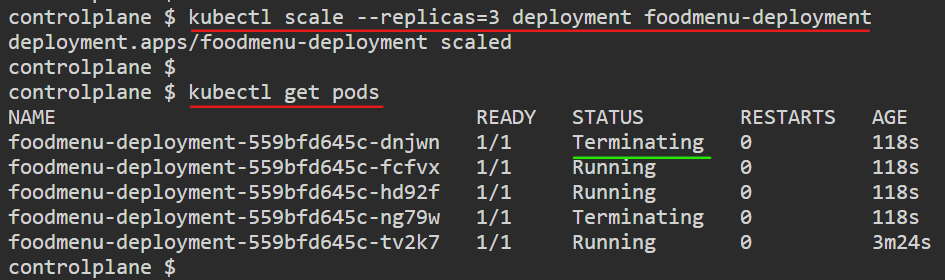 controlplane $ kubectl scale --replicas=3 deployment foodmenu-deployment
deployment.apps/foodmenu-deployment scaled
controlplane $
controlplane $ kubectl get pods
NAME READY STATUS RESTARTS AGE
foodmenu-deployment-559bfd645c-dnjwn 1/1 Terminating 0 118s
foodmenu-deployment-559bfd645c-fcfvx 1/1 Running 0 118s
foodmenu-deployment-559bfd645c-hd92f 1/1 Running 0 118s
foodmenu-deployment-559bfd645c-ng79w 1/1 Terminating 0 118s
foodmenu-deployment-559bfd645c-tv2k7 1/1 Running 0 3m24s
controlplane $